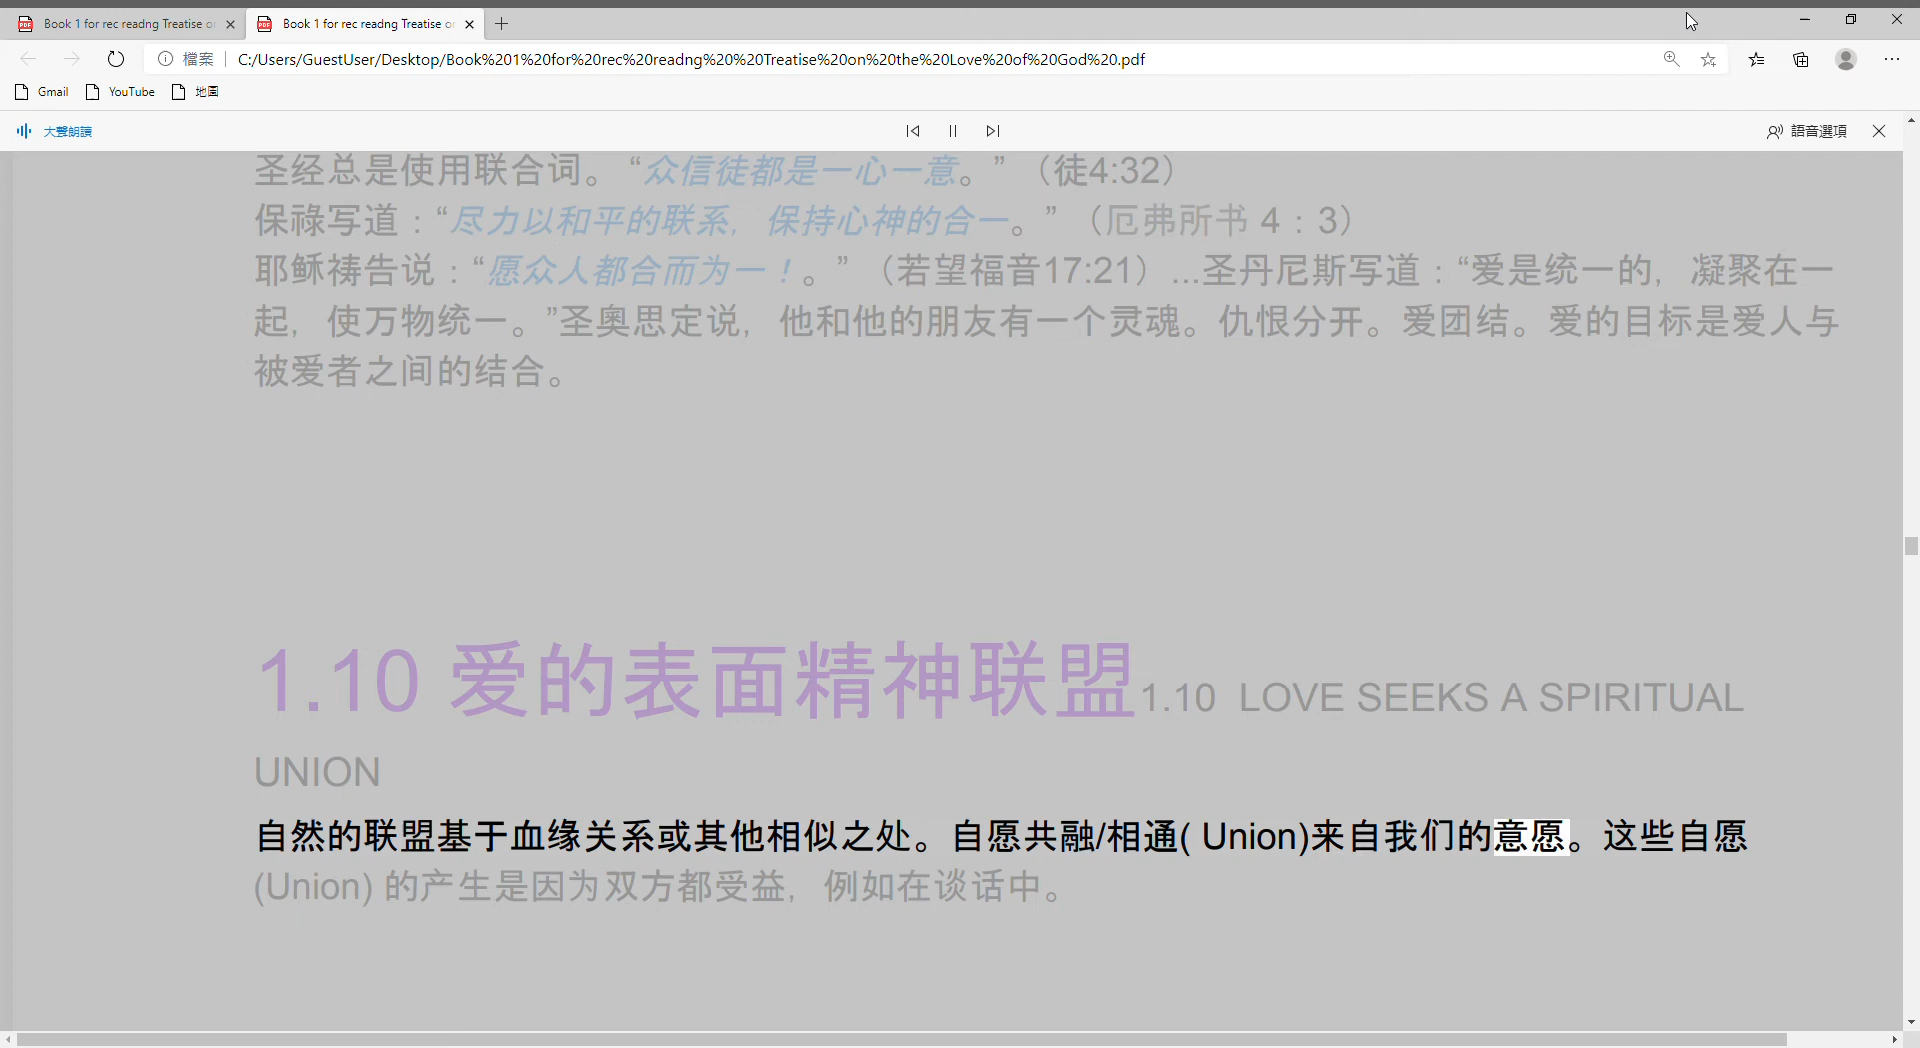 Book 1 for rec readng Treatise or
Book 1 for rec readng Treatise or
檔案
C:/Users/GuestUser/Desktop/Book%201%20for%20rec%20readng%20%20Treatise%20on%20the%20Love%20of%20God%20.pdf
Gmail YouTube 地圖
大聲朗讀 語音選項
圣经总是使用联合词。“众信徒都是一心一意。”（徒4:32）
保祿写道：“尽力以和平的联系，保持心神的合一。”（厄弗所书 4：3）
耶稣祷告说：“愿众人都合而为一！。”（若望福音17:21）...圣丹尼斯写道：“爱是统一的，凝聚在一
起，使万物统一。”圣奧思定说，他和他的朋友有一个灵魂。仇恨分开。爱团结。爱的目标是爱人与
被爱者之间的结合。
1.10 爱的表面精神联盟1.10 LOVE SEEKS A SPIRITUAL
UNION
自然的联盟基于血缘关系或其他相似之处。自愿共融/相通( Union)来自我们的意愿。这些自愿
(Union) 的产生是因为双方都受益，例如在谈话中。